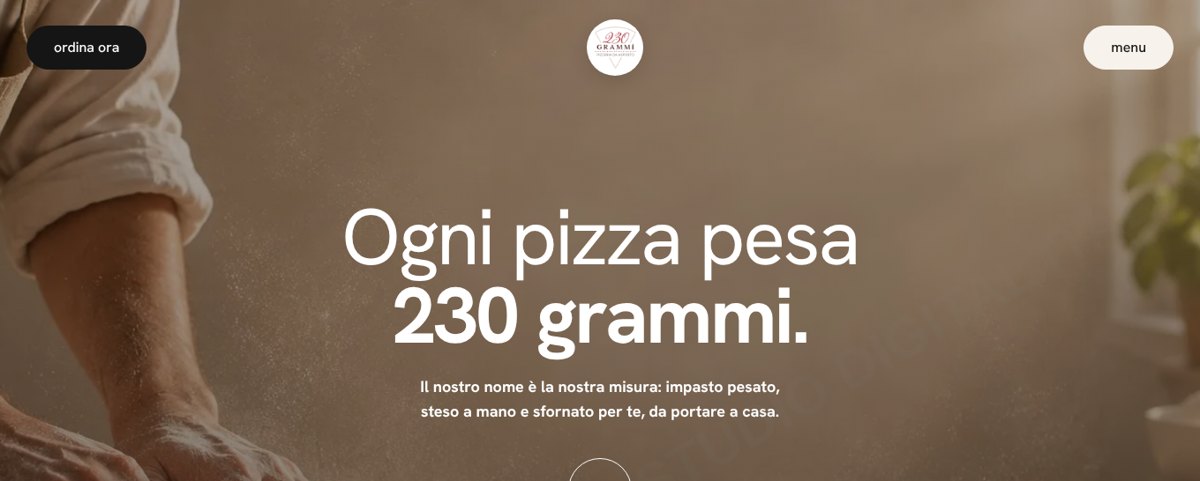 ordina ora
230
GRAMMI
menu
Ogni pizza pesa
230 grammi.
Il nostro nome è la nostra misura: impasto pesato,
steso a mano e sfornato per te, da portare a casa.